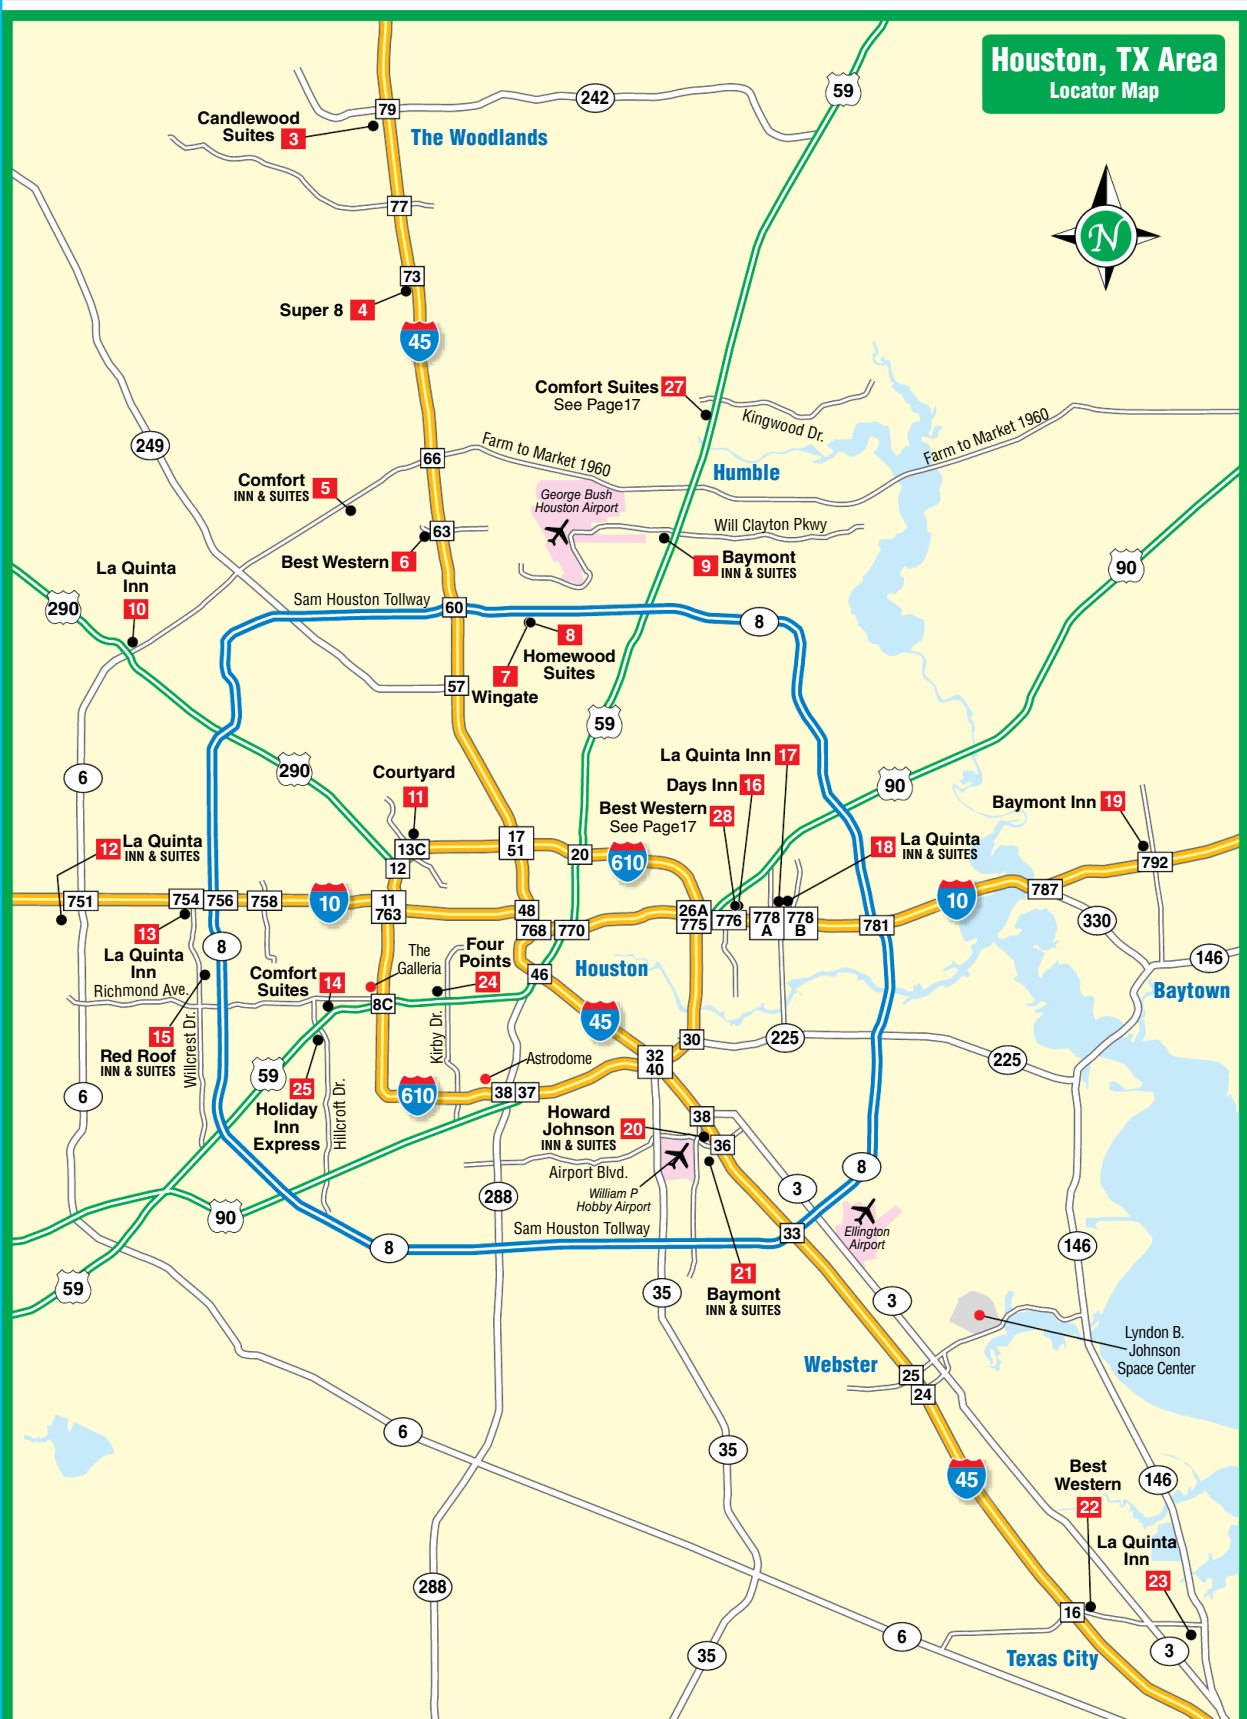 Houston, TX Area
Locator Map
N
59
242
79
Candlewood
Suites 3
The Woodlands
77
73
Super 8 4
45
Comfort Suites 27
See Page17
Kingwood Dr.
249
66
Farm to Market 1960
Farm to Market 1960
Humble
Comfort
INN & SUITES 5
George Bush
Houston Airport
63
Will Clayton Pkwy
Best Western 6
9 Baymont
INN & SUITES
90
La Quinta
Inn
10
290
Sam Houston Tollway
60
8
8
Homewood
Suites
7
Wingate
57
59
6
290
Courtyard
11
La Quinta Inn 17
Days Inn 16
Best Western 28
See Page17
90
Baymont Inn 19
12 La Quinta
INN & SUITES
13C
12
17
51
20
610
18 La Quinta
INN & SUITES
792
751
754
756
758
10
11
763
48
768
770
26A
775
776
778
A
778
B
781
10
787
330
13
La Quinta
Inn
8
The
Galleria
Four
Points
24
46
Houston
146
Baytown
Richmond Ave.
Comfort
Suites 14
8C
45
15
Red Roof
INN & SUITES
Willcrest Dr.
Kirby Dr.
30
225
225
59
25
Holiday
Inn
Express
Hillcroft Dr.
Astrodome
32
40
6
610
38
37
Howard
Johnson
INN & SUITES 20
38
36
Airport Blvd.
William P
Hobby Airport
8
3
288
90
Sam Houston Tollway
33
Ellington
Airport
146
8
59
21
Baymont
INN & SUITES
35
3
Lyndon B.
Johnson
Space Center
Webster
25
24
6
35
45
Best
Western
22
146
La Quinta
Inn
23
288
16
6
35
Texas City
3